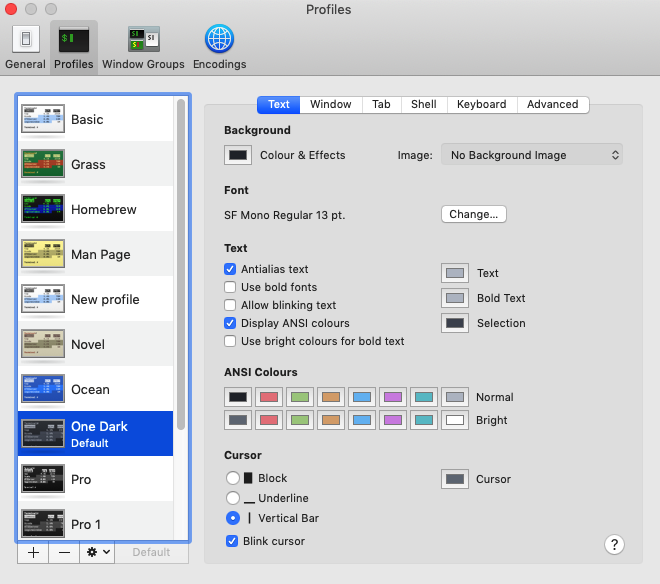 Profiles
General Profiles Window Groups Encodings
Basic
Grass
Homebrew
Man Page
New profile
Novel
Ocean
One Dark
Default
Pro
Pro 1
Default
Text Window Tab Shell Keyboard Advanced
Background
Colour & Effects Image: No Background Image
Font
SF Mono Regular 13 pt. Change...
Text
Antialias text Text
Use bold fonts Bold Text
Allow blinking text
Display ANSI colours Selection
Use bright colours for bold text
ANSI Colours
Normal
Bright
Cursor
Block Cursor
Underline
Vertical Bar
Blink cursor
?